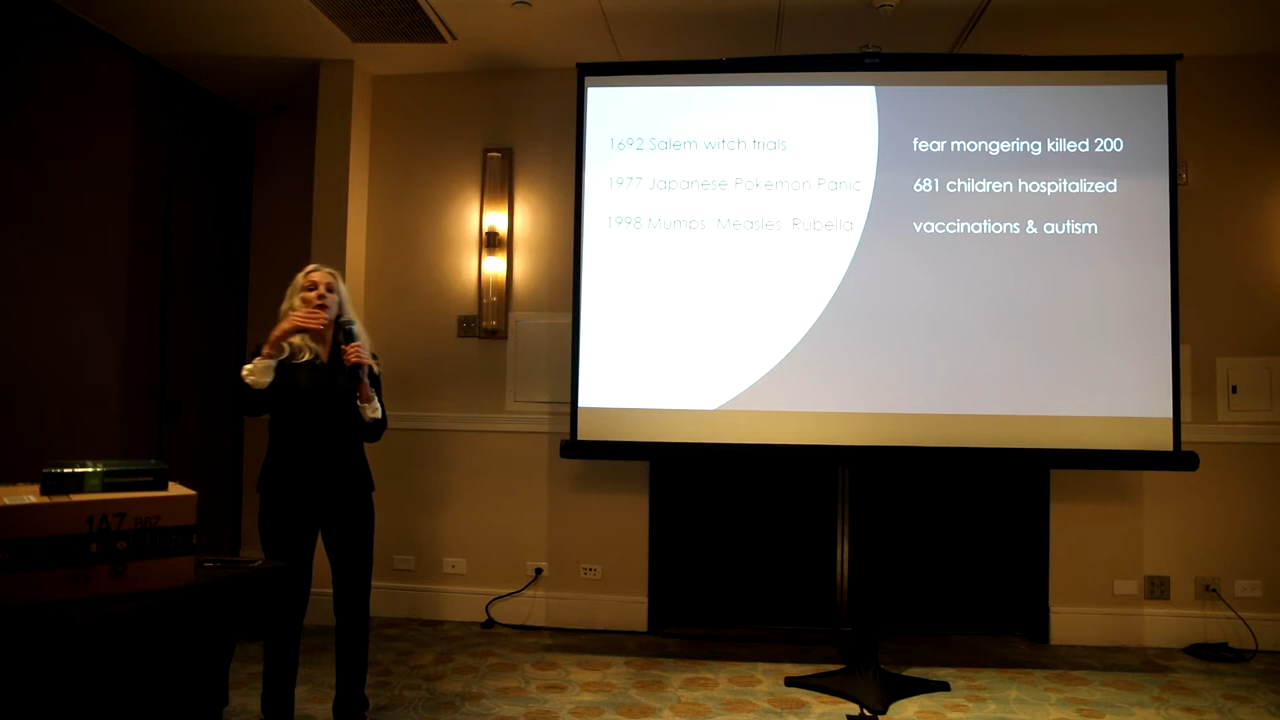 1692 Salem witch trials
fear mongering killed 200
1977 Japanese Pokemon Panic
681 children hospitalized
1998 Mumps, Measles, Rubella
vaccinations & autism
1A7